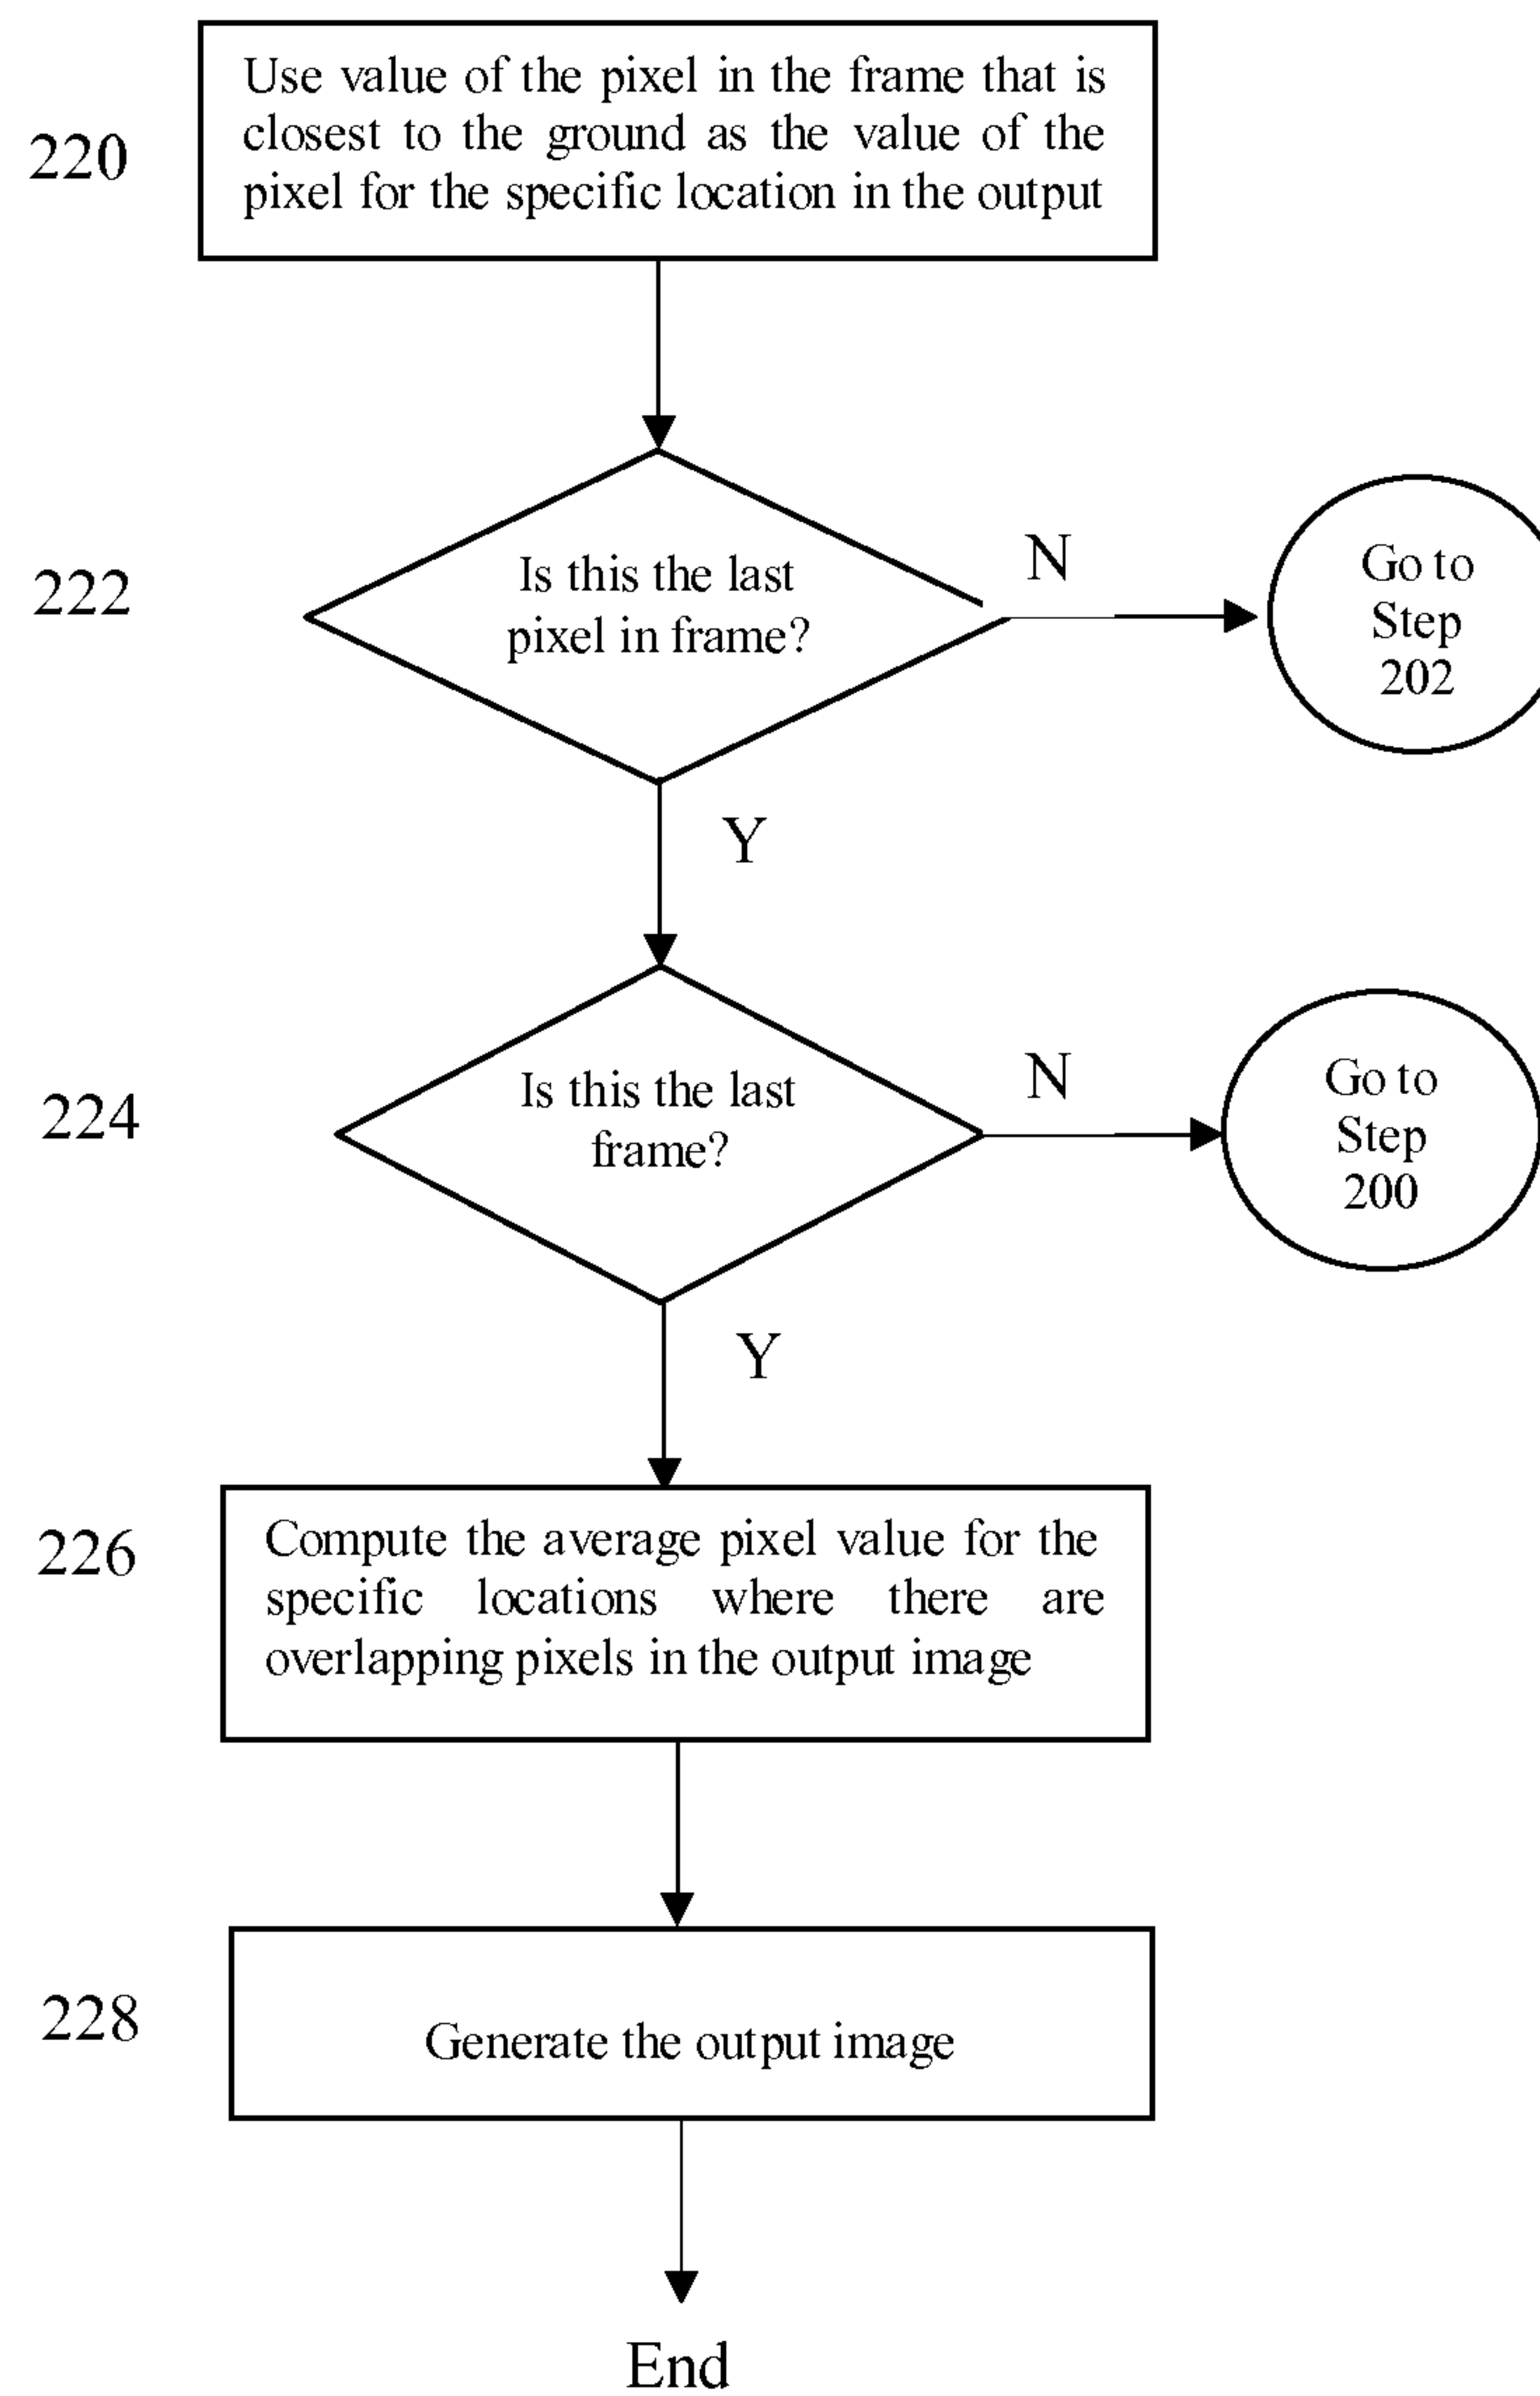 220
Use value of the pixel in the frame that is
closest to the ground as the value of the
pixel for the specific location in the output
222
Is this the last
pixel in frame?
N
Go to
Step
202
Y
224
Is this the last
frame?
N
Go to
Step
200
Y
226
Compute the average pixel value for the
specific locations where there are
overlapping pixels in the output image
228
Generate the output image
End